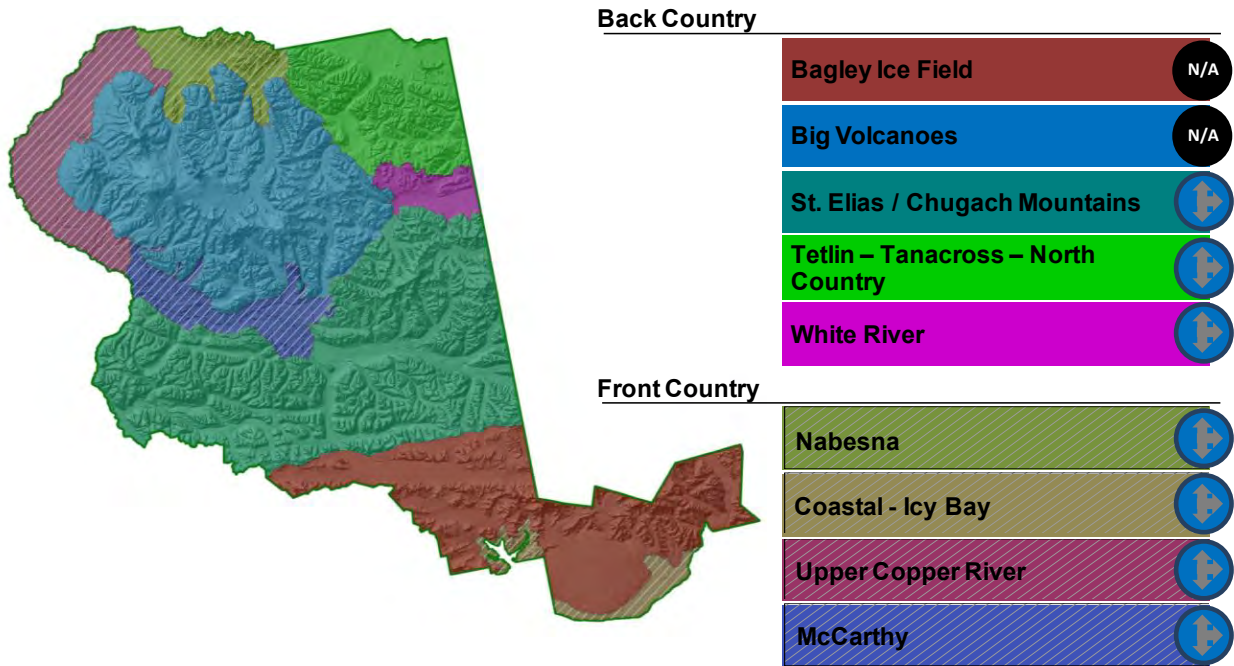 Back Country
Bagley Ice Field
N/A
Big Volcanoes
N/A
St. Elias / Chugach Mountains
Tetlin – Tanacross – North
Country
White River
Front Country
Nabesna
Coastal - Icy Bay
Upper Copper River
McCarthy